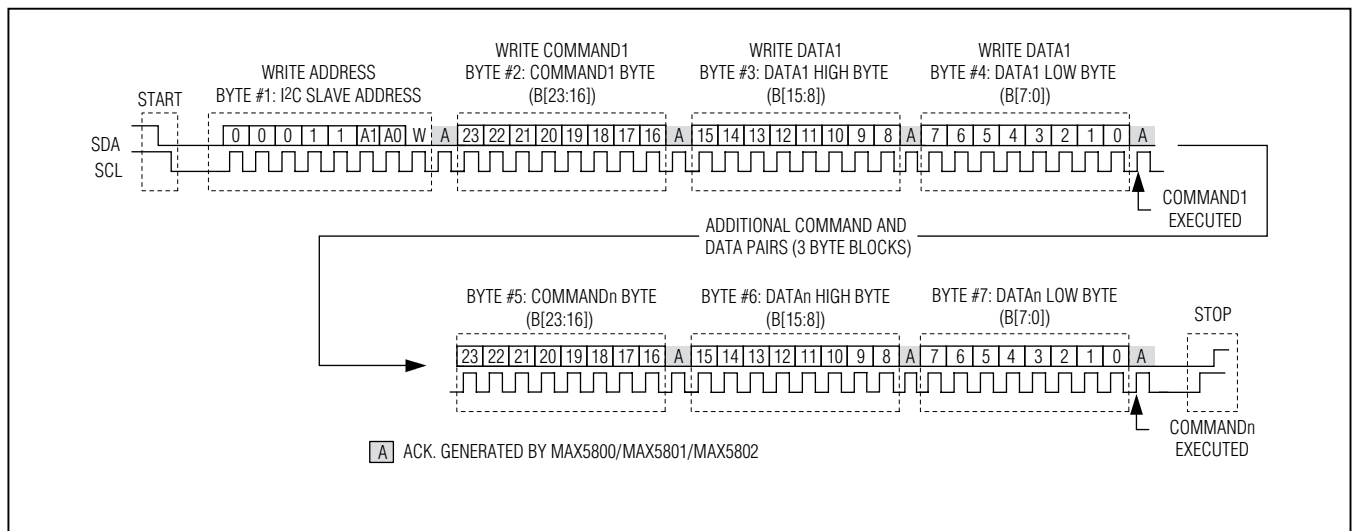 WRITE ADDRESS
BYTE #1: I2C SLAVE ADDRESS
WRITE COMMAND1
BYTE #2: COMMAND1 BYTE
(B[23:16])
WRITE DATA1
BYTE #3: DATA1 HIGH BYTE
(B[15:8])
WRITE DATA1
BYTE #4: DATA1 LOW BYTE
(B[7:0])
START
SDA
SCL
0 0 0 1 1 A1 A0 W A 23 22 21 20 19 18 17 16 A 15 14 13 12 11 10 9 8 A 7 6 5 4 3 2 1 0 A
COMMAND1
EXECUTED
ADDITIONAL COMMAND AND
DATA PAIRS (3 BYTE BLOCKS)
BYTE #5: COMMANDn BYTE
(B[23:16])
BYTE #6: DATAn HIGH BYTE
(B[15:8])
BYTE #7: DATAn LOW BYTE
(B[7:0])
STOP
23 22 21 20 19 18 17 16 A 15 14 13 12 11 10 9 8 A 7 6 5 4 3 2 1 0 A
COMMANDn
EXECUTED
A ACK. GENERATED BY MAX5800/MAX5801/MAX5802